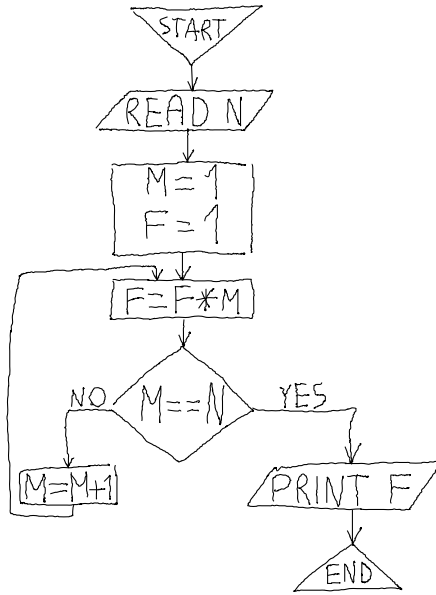 START
READ N
M=1
F=1
F=F*M
M==N
NO
YES
M=M+1
PRINT F
END